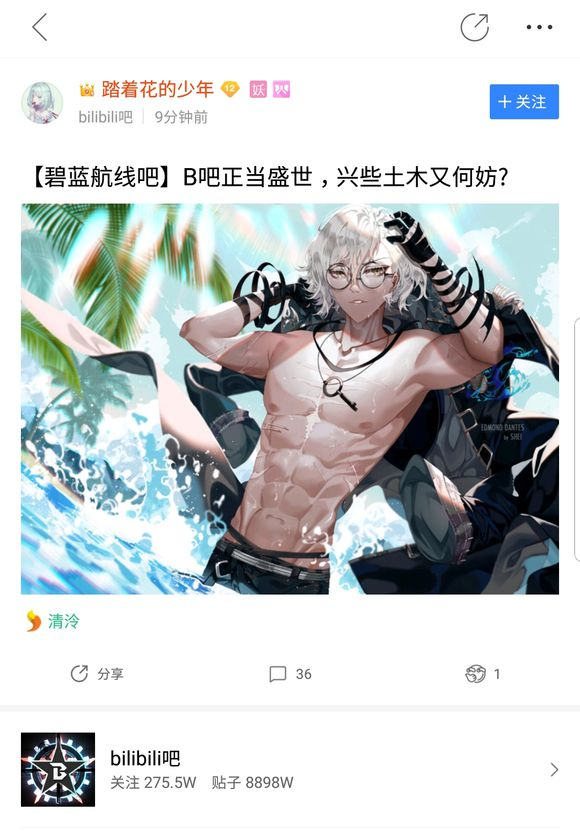 踏着花的少年 12 妖 
bilibili吧 9分钟前
+ 关注
【碧蓝航线吧】B吧正当盛世，兴些土木又何妨?
EDMOND DANTES
by SHEI
清泠
分享 36 1
B
bilibili吧
关注 275.5W 贴子 8898W